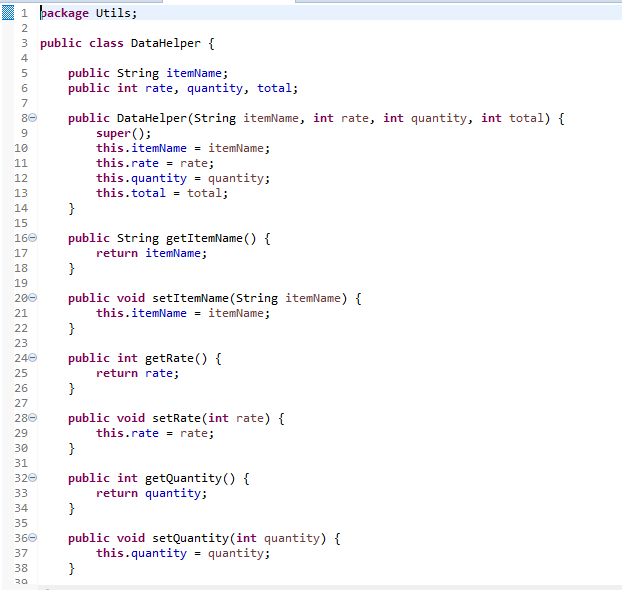 1 package Utils;
2
3 public class DataHelper {
4
5 public String itemName;
6 public int rate, quantity, total;
7
8 public DataHelper(String itemName, int rate, int quantity, int total) {
9 super();
10 this.itemName = itemName;
11 this.rate = rate;
12 this.quantity = quantity;
13 this.total = total;
14 }
15
16 public String getItemName() {
17 return itemName;
18 }
19
20 public void setItemName(String itemName) {
21 this.itemName = itemName;
22 }
23
24 public int getRate() {
25 return rate;
26 }
27
28 public void setRate(int rate) {
29 this.rate = rate;
30 }
31
32 public int getQuantity() {
33 return quantity;
34 }
35
36 public void setQuantity(int quantity) {
37 this.quantity = quantity;
38 }
39